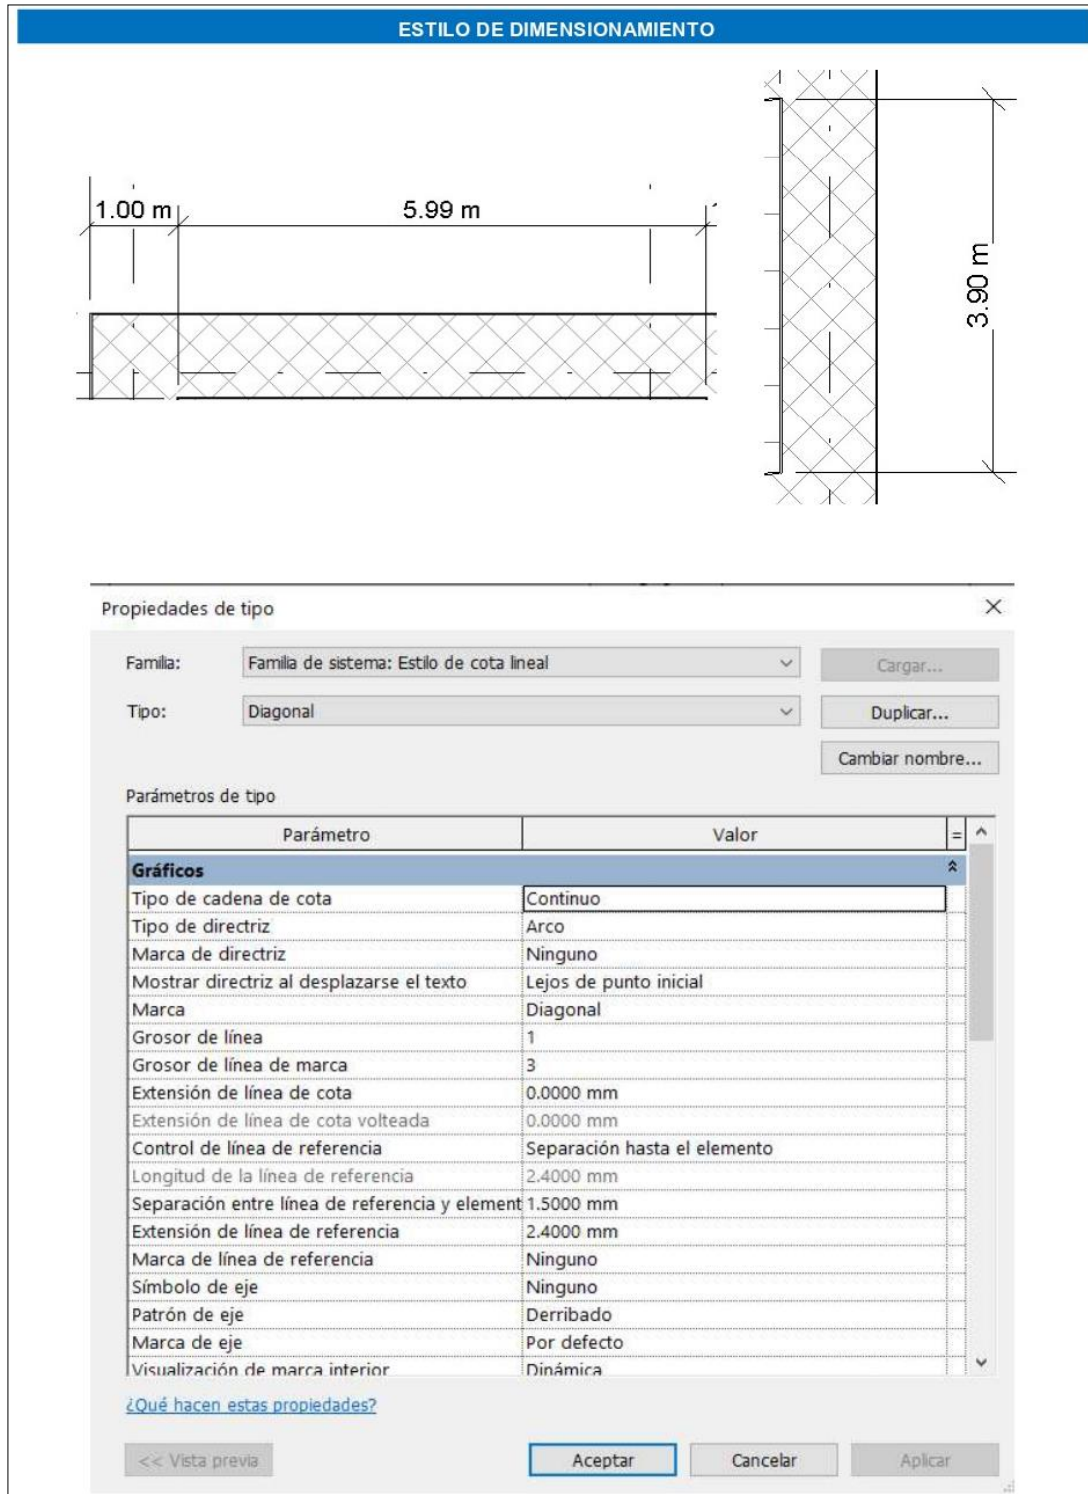 ESTILO DE DIMENSIONAMIENTO
1.00 m
5.99 m
3.90 m
Propiedades de tipo
Familia:
Familia de sistema: Estilo de cota lineal
Cargar...
Tipo:
Diagonal
Duplicar...
Cambiar nombre...
Parámetros de tipo
Parámetro Valor =
Gráficos
Tipo de cadena de cota Continuo
Tipo de directriz Arco
Marca de directriz Ninguno
Mostrar directriz al desplazarse el texto Lejos de punto inicial
Marca Diagonal
Grosor de línea 1
Grosor de línea de marca 3
Extensión de línea de cota 0.0000 mm
Extensión de línea de cota volteada 0.0000 mm
Control de línea de referencia Separación hasta el elemento
Longitud de la línea de referencia 2.4000 mm
Separación entre línea de referencia y element 1.5000 mm
Extensión de línea de referencia 2.4000 mm
Marca de línea de referencia Ninguno
Símbolo de eje Ninguno
Patrón de eje Derribado
Marca de eje Por defecto
Visualización de marca interior Dinámica
¿Qué hacen estas propiedades?
<< Vista previa
Aceptar
Cancelar
Aplicar